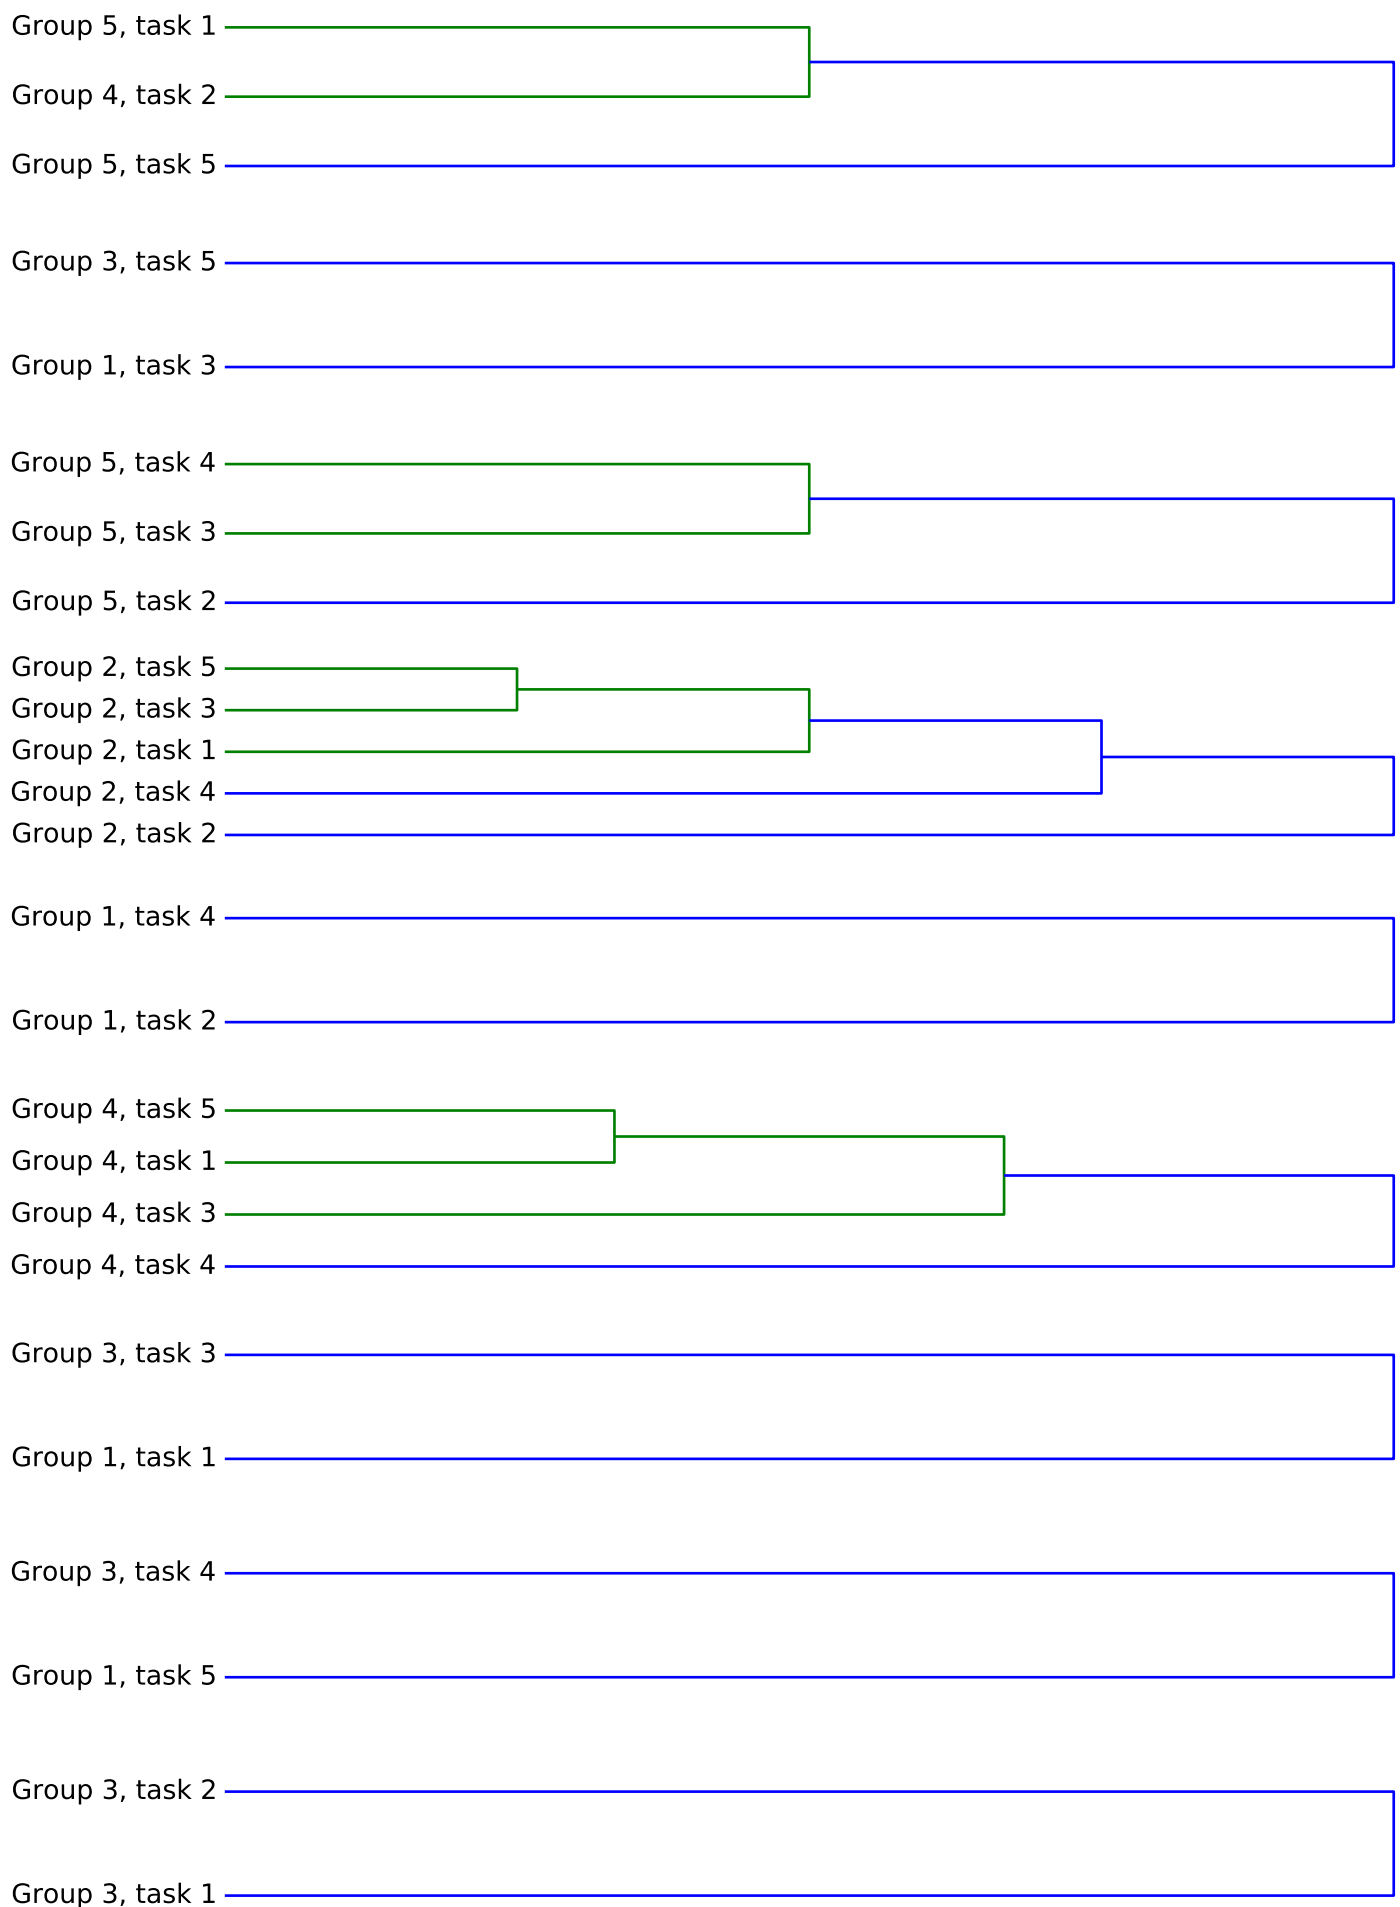 Group 5, task 1
Group 4, task 2
Group 5, task 5
Group 3, task 5
Group 1, task 3
Group 5, task 4
Group 5, task 3
Group 5, task 2
Group 2, task 5
Group 2, task 3
Group 2, task 1
Group 2, task 4
Group 2, task 2
Group 1, task 4
Group 1, task 2
Group 4, task 5
Group 4, task 1
Group 4, task 3
Group 4, task 4
Group 3, task 3
Group 1, task 1
Group 3, task 4
Group 1, task 5
Group 3, task 2
Group 3, task 1